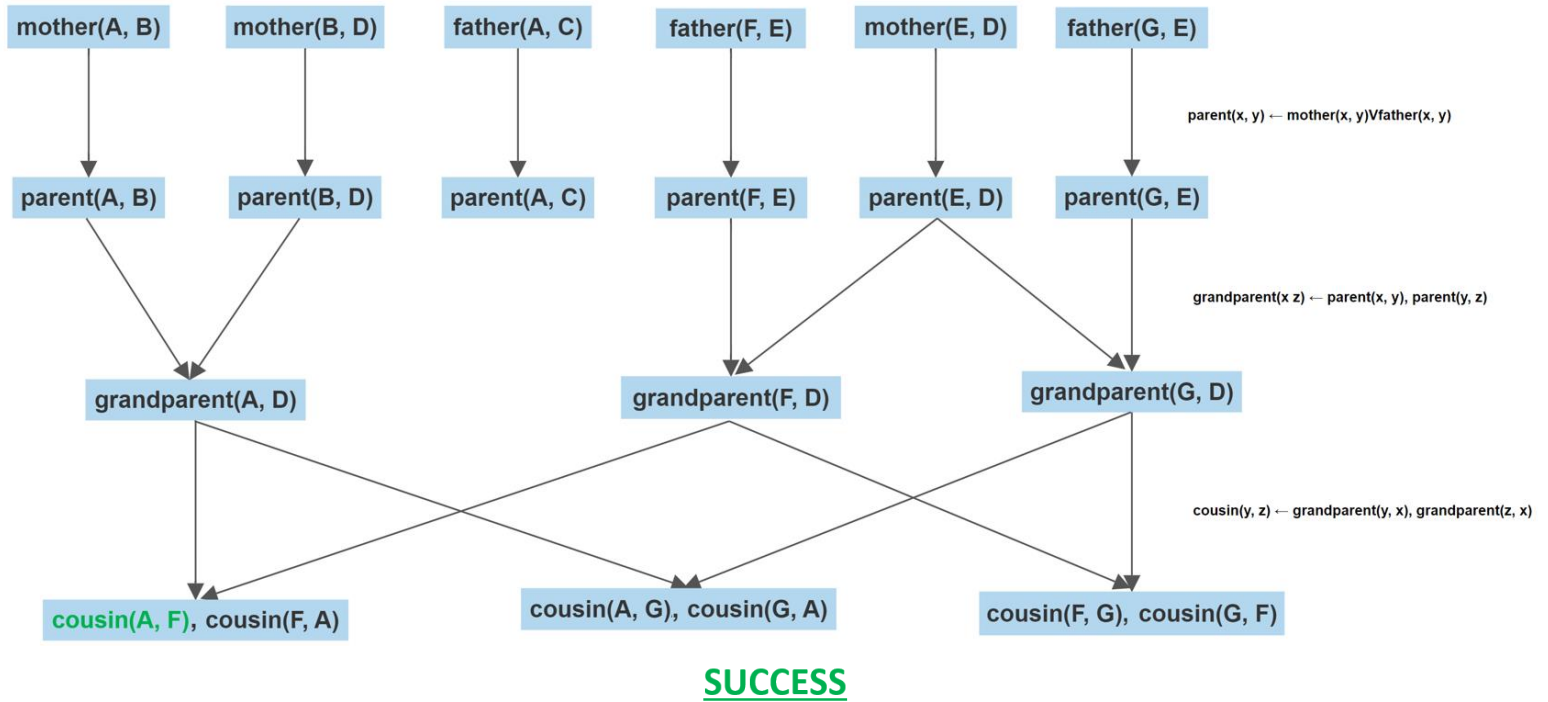 mother(A, B)
mother(B, D)
father(A, C)
father(F, E)
mother(E, D)
father(G, E)
parent(x, y) ← mother(x, y)Vfather(x, y)
parent(A, B)
parent(B, D)
parent(A, C)
parent(F, E)
parent(E, D)
parent(G, E)
grandparent(x z) ← parent(x, y), parent(y, z)
grandparent(A, D)
grandparent(F, D)
grandparent(G, D)
cousin(y, z) ← grandparent(y, x), grandparent(z, x)
cousin(A, F), cousin(F, A)
cousin(A, G), cousin(G, A)
cousin(F, G), cousin(G, F)
SUCCESS